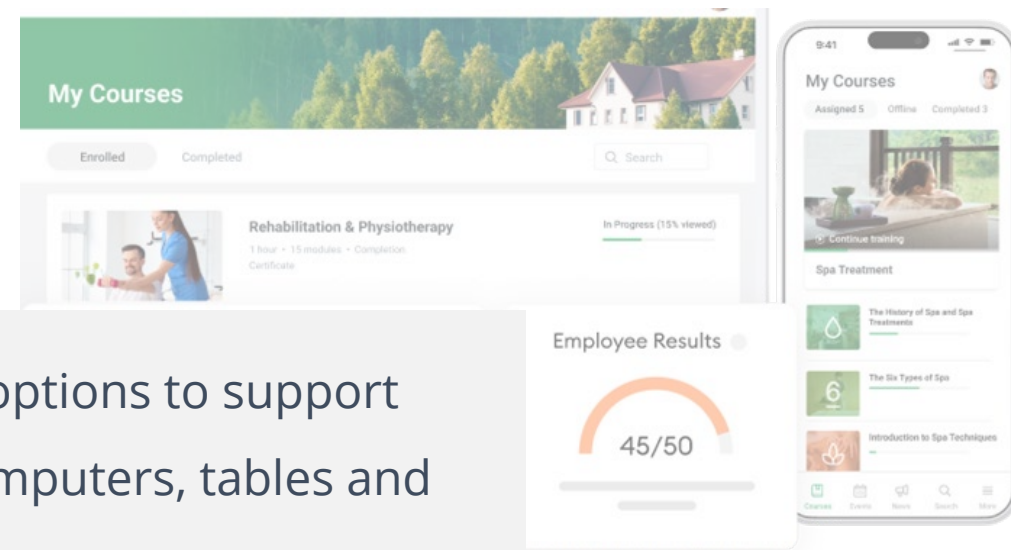 My Courses
Enrolled
Completed
Search
Rehabilitation & Physiotherapy
1 hour • 15 modules • Completion
Certificate
In Progress (15% viewed)
options to support
mputers, tables and
Employee Results
45/50
9:41
My Courses
Assigned 5
Offline
Completed 3
Continue training
Spa Treatment
The History of Spa and Spa
Treatments
6
The Six Types of Spa
Introduction to Spa Techniques
Courses
Events
News
Search
More